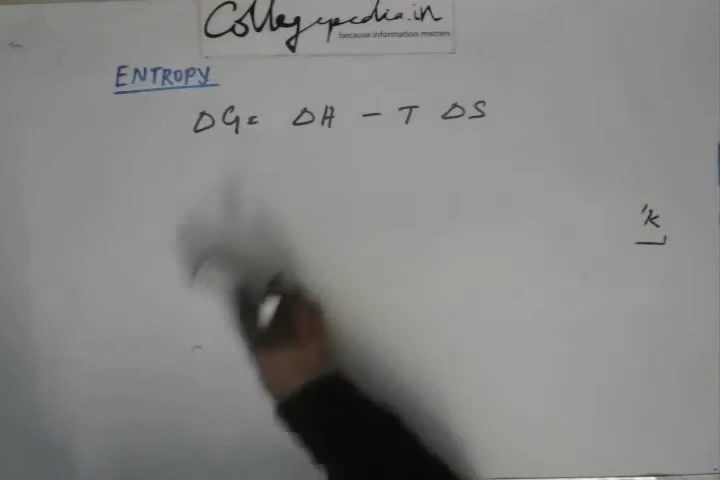 Collegepedia.in
because information matters
ENTROPY
ΔG = ΔH - T ΔS
'K